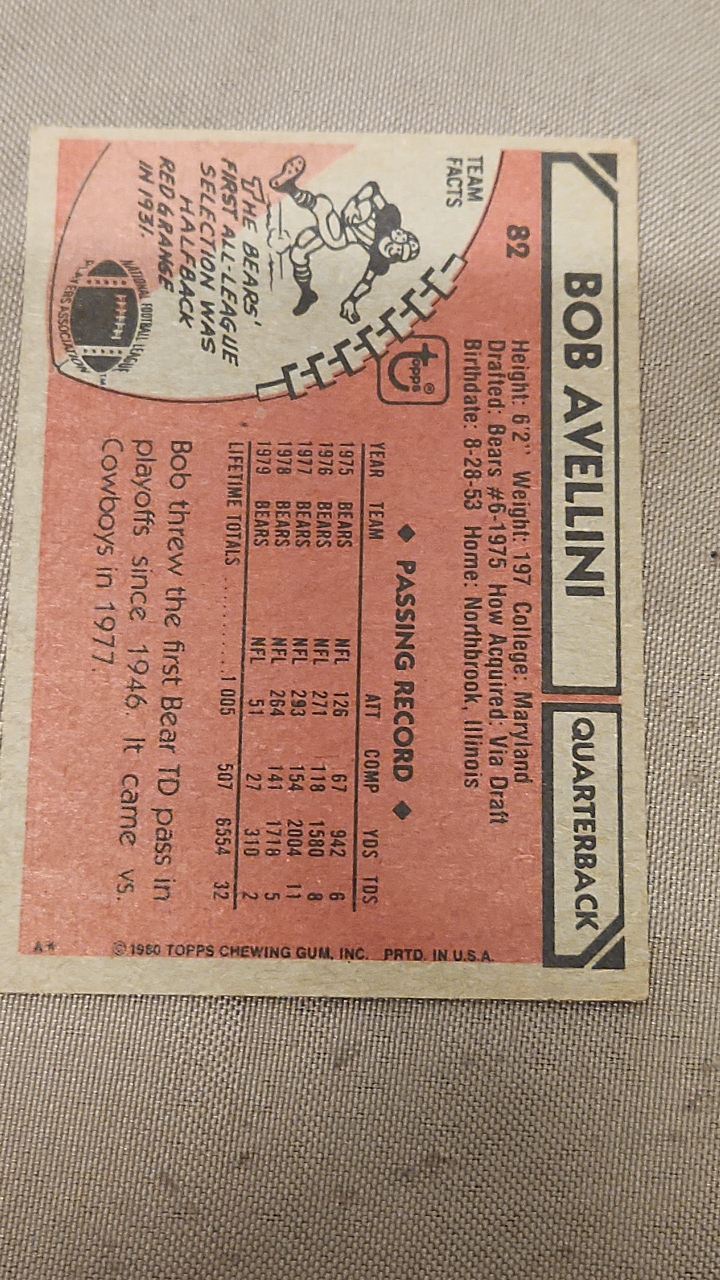 BOB AVELLINI
QUARTERBACK
82
Height: 6'2" Weight: 197 College: Maryland
Drafted: Bears #6-1975 How Acquired: Via Draft
Birthdate: 8-28-53 Home: Northbrook, Illinois
TEAM
FACTS
THE BEARS'
FIRST ALL-LEAGUE
SELECTION WAS
HALFBACK
RED GRANGE
IN 1931.
NATIONAL FOOTBALL LEAGUE
PLAYERS ASSOCIATION™
topps®
◆ PASSING RECORD ◆
YEAR TEAM ATT COMP YDS TDS
1975 BEARS NFL 126 67 942 6
1976 BEARS NFL 271 118 1580 8
1977 BEARS NFL 293 154 2004 11
1978 BEARS NFL 264 141 1718 5
1979 BEARS NFL 51 27 310 2
LIFETIME TOTALS ..........1 005 507 6554 32
Bob threw the first Bear TD pass in
playoffs since 1946. It came vs.
Cowboys in 1977.
A*
© 1980 TOPPS CHEWING GUM, INC. PRTD. IN U.S.A.